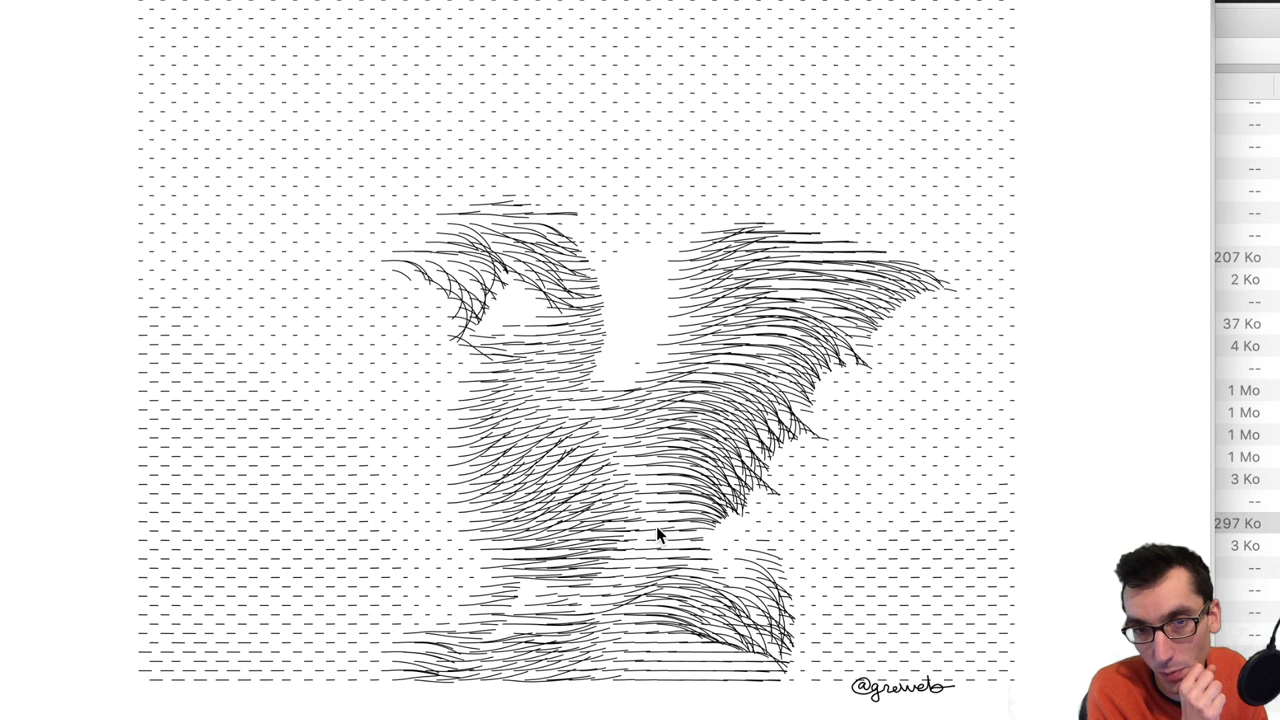 --
--
--
--
--
--
--
207 Ko
2 Ko
--
37 Ko
4 Ko
--
1 Mo
1 Mo
1 Mo
1 Mo
3 Ko
--
297 Ko
3 Ko
--
--
--
--
@greweb